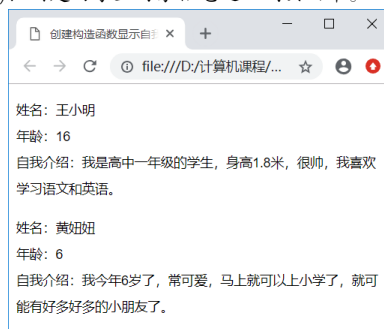 创建构造函数显示自
file:///D:/计算机课程/...
姓名：王小明
年龄：16
自我介绍：我是高中一年级的学生，身高1.8米，很帅，我喜欢
学习语文和英语。
姓名：黄妞妞
年龄：6
自我介绍：我今年6岁了，常可爱，马上就可以上小学了，就可
能有好多好多的小朋友了。